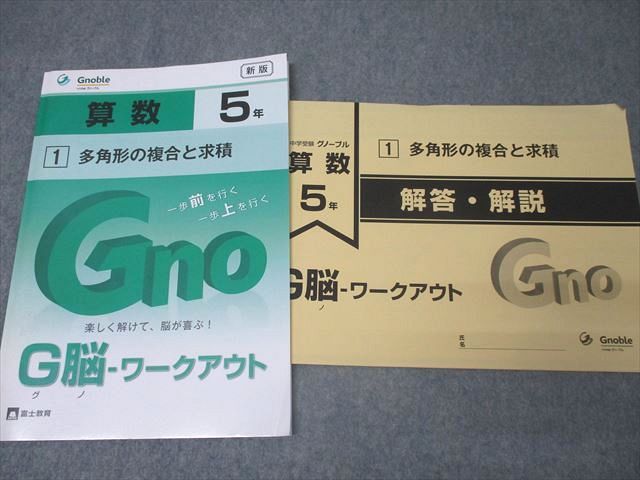 Gnoble
新版
算数
5年
1 多角形の複合と求積
一歩前を行く
一歩上を行く
Gno
楽しく解けて、脳が喜ぶ!
G脳-ワークアウト
グノ
富士教育
中学受験 グノーブル
算数
5年
1 多角形の複合と求積
解答・解説
Gno
G脳-ワークアウト
ノ
氏名
Gnoble